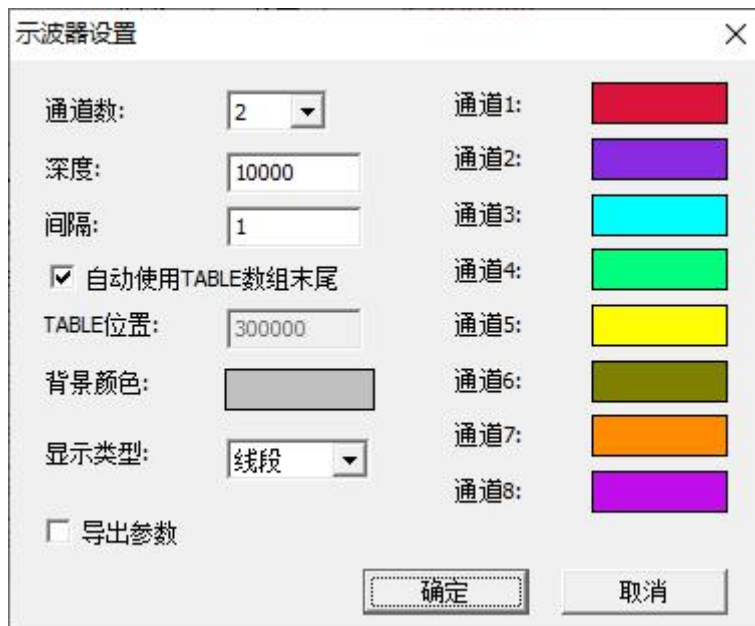 示波器设置
通道数: 2
深度: 10000
间隔: 1
自动使用TABLE数组末尾
TABLE位置: 300000
背景颜色:
显示类型: 线段
导出参数
通道1:
通道2:
通道3:
通道4:
通道5:
通道6:
通道7:
通道8:
确定 取消